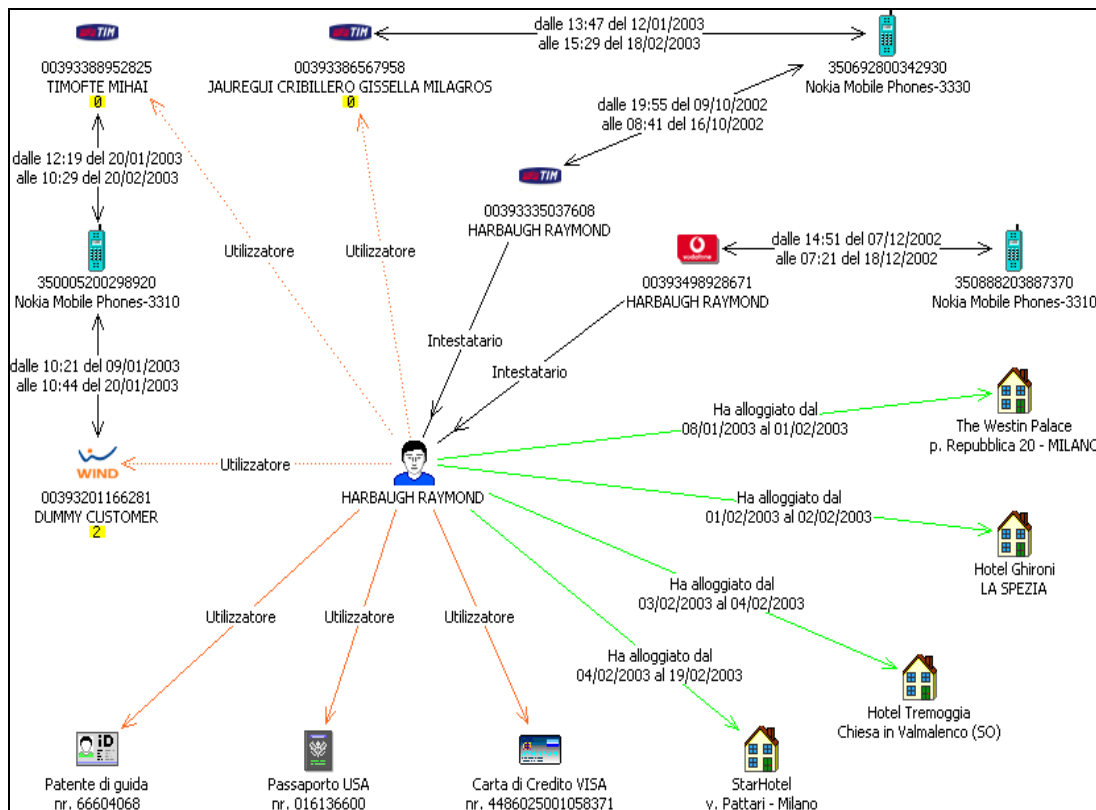 dalle 13:47 del 12/01/2003
alle 15:29 del 18/02/2003
TIM
00393388952825
TIMOFTE MIHAI
0
TIM
00393386567958
JAUREGUI CRIBILLERO GISSELLA MILAGROS
0
350692800342930
Nokia Mobile Phones-3330
dalle 19:55 del 09/10/2002
alle 08:41 del 16/10/2002
dalle 12:19 del 20/01/2003
alle 10:29 del 20/02/2003
TIM
00393335037608
HARBAUGH RAYMOND
Utilizzatore
Utilizzatore
vodafone
00393498928671
HARBAUGH RAYMOND
dalle 14:51 del 07/12/2002
alle 07:21 del 18/12/2002
350888203887370
Nokia Mobile Phones-3310
350005200298920
Nokia Mobile Phones-3310
Intestatario
Intestatario
dalle 10:21 del 09/01/2003
alle 10:44 del 20/01/2003
Ha alloggiato dal
08/01/2003 al 01/02/2003
The Westin Palace
p. Repubblica 20 - MILANO
WIND
00393201166281
DUMMY CUSTOMER
2
Utilizzatore
HARBAUGH RAYMOND
Ha alloggiato dal
01/02/2003 al 02/02/2003
Hotel Ghironi
LA SPEZIA
Ha alloggiato dal
03/02/2003 al 04/02/2003
Utilizzatore
Utilizzatore
Utilizzatore
Ha alloggiato dal
04/02/2003 al 19/02/2003
Hotel Tremoggia
Chiesa in Valmalenco (SO)
iD
Patente di guida
nr. 66604068
Passaporto USA
nr. 016136600
Carta di Credito VISA
nr. 4486025001058371
StarHotel
v. Pattari - Milano